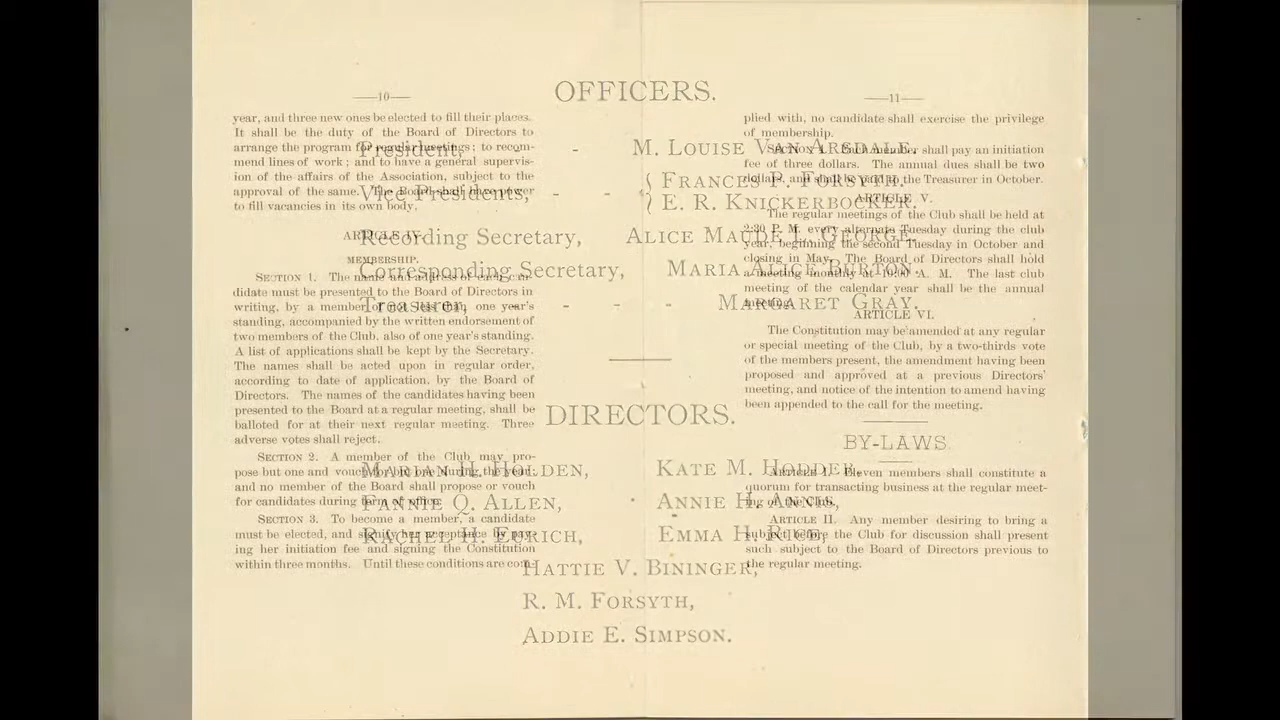 —10—
year, and three new ones be elected to fill their places.
It shall be the duty of the Board of Directors to
arrange the program for regular meetings; to recom-
mend lines of work; and to have a general supervis-
ion of the affairs of the Association, subject to the
approval of the same. The Board shall have power
to fill vacancies in its own body.
ARTICLE IV.
MEMBERSHIP.
SECTION 1. The name and address of each can-
didate must be presented to the Board of Directors in
writing, by a member of not less than one year's
standing, accompanied by the written endorsement of
two members of the Club, also of one year's standing.
A list of applications shall be kept by the Secretary.
The names shall be acted upon in regular order,
according to date of application, by the Board of
Directors. The names of the candidates having been
presented to the Board at a regular meeting, shall be
balloted for at their next regular meeting. Three
adverse votes shall reject.
SECTION 2. A member of the Club may pro-
pose but one and vouch for but one during the year,
and no member of the Board shall propose or vouch
for candidates during term of office.
SECTION 3. To become a member, a candidate
must be elected, and signify her acceptance by pay-
ing her initiation fee and signing the Constitution
within three months. Until these conditions are com-
—11—
plied with, no candidate shall exercise the privilege
of membership.
SECTION 4. Each member shall pay an initiation
fee of three dollars. The annual dues shall be two
dollars, and shall be paid to the Treasurer in October.
ARTICLE V.
The regular meetings of the Club shall be held at
2:30 P. M. every alternate Tuesday during the club
year, beginning the second Tuesday in October and
closing in May. The Board of Directors shall hold
a meeting monthly at 10:00 A. M. The last club
meeting of the calendar year shall be the annual
meeting.
ARTICLE VI.
The Constitution may be amended at any regular
or special meeting of the Club, by a two-thirds vote
of the members present, the amendment having been
proposed and approved at a previous Directors'
meeting, and notice of the intention to amend having
been appended to the call for the meeting.
BY-LAWS.
ARTICLE I. Eleven members shall constitute a
quorum for transacting business at the regular meet-
ing of the Club.
ARTICLE II. Any member desiring to bring a
subject before the Club for discussion shall present
such subject to the Board of Directors previous to
the regular meeting.
OFFICERS.
President, - - M. LOUISE VAN ARSDALE.
Vice Presidents, - - { FRANCES P. FORSYTH.
E. R. KNICKERBOCKER.
Recording Secretary, ALICE MAUDE L. GEORGE.
Corresponding Secretary, MARIA ALICE BURTON.
Treasurer, - - - - MARGARET GRAY.
DIRECTORS.
MARIAN H. HOLDEN, KATE M. HODDER,
FANNIE Q. ALLEN, ANNIE H.
RACHEL H. EURICH, EMMA H.
HATTIE V. BININGER,
R. M. FORSYTH,
ADDIE E. SIMPSON.